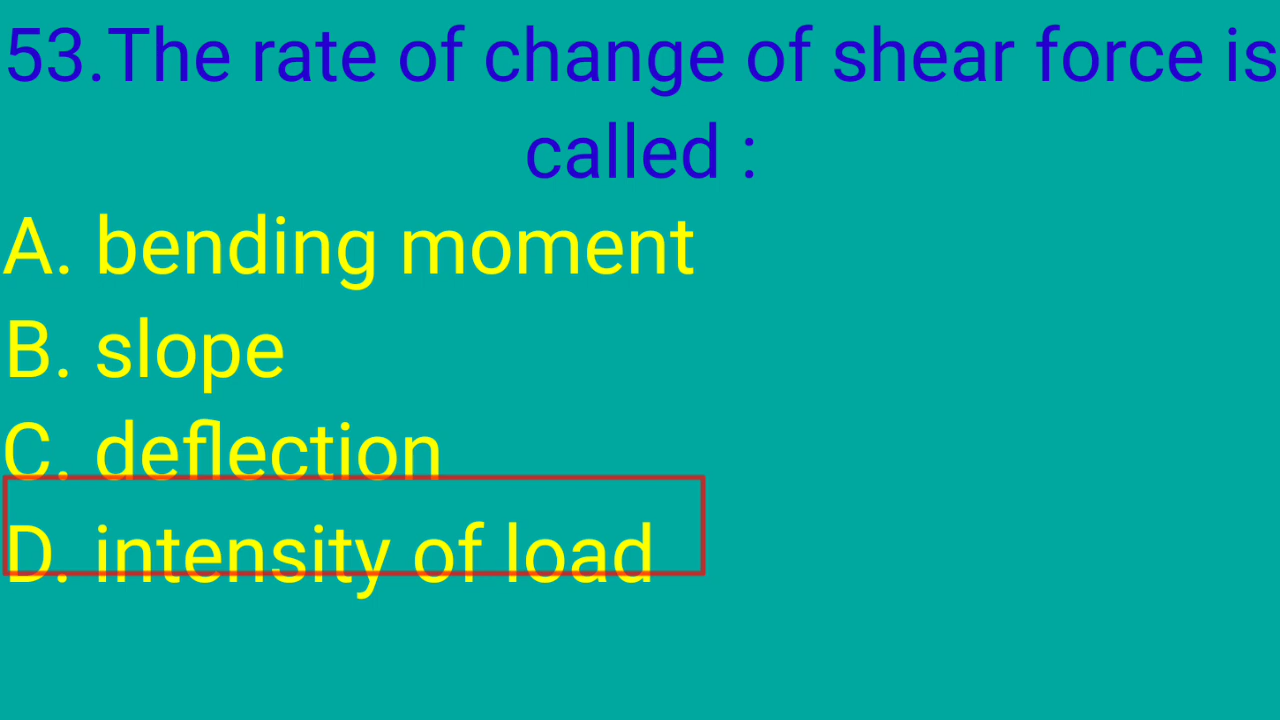 53.The rate of change of shear force is
called :
A. bending moment
B. slope
C. deflection
D. intensity of load